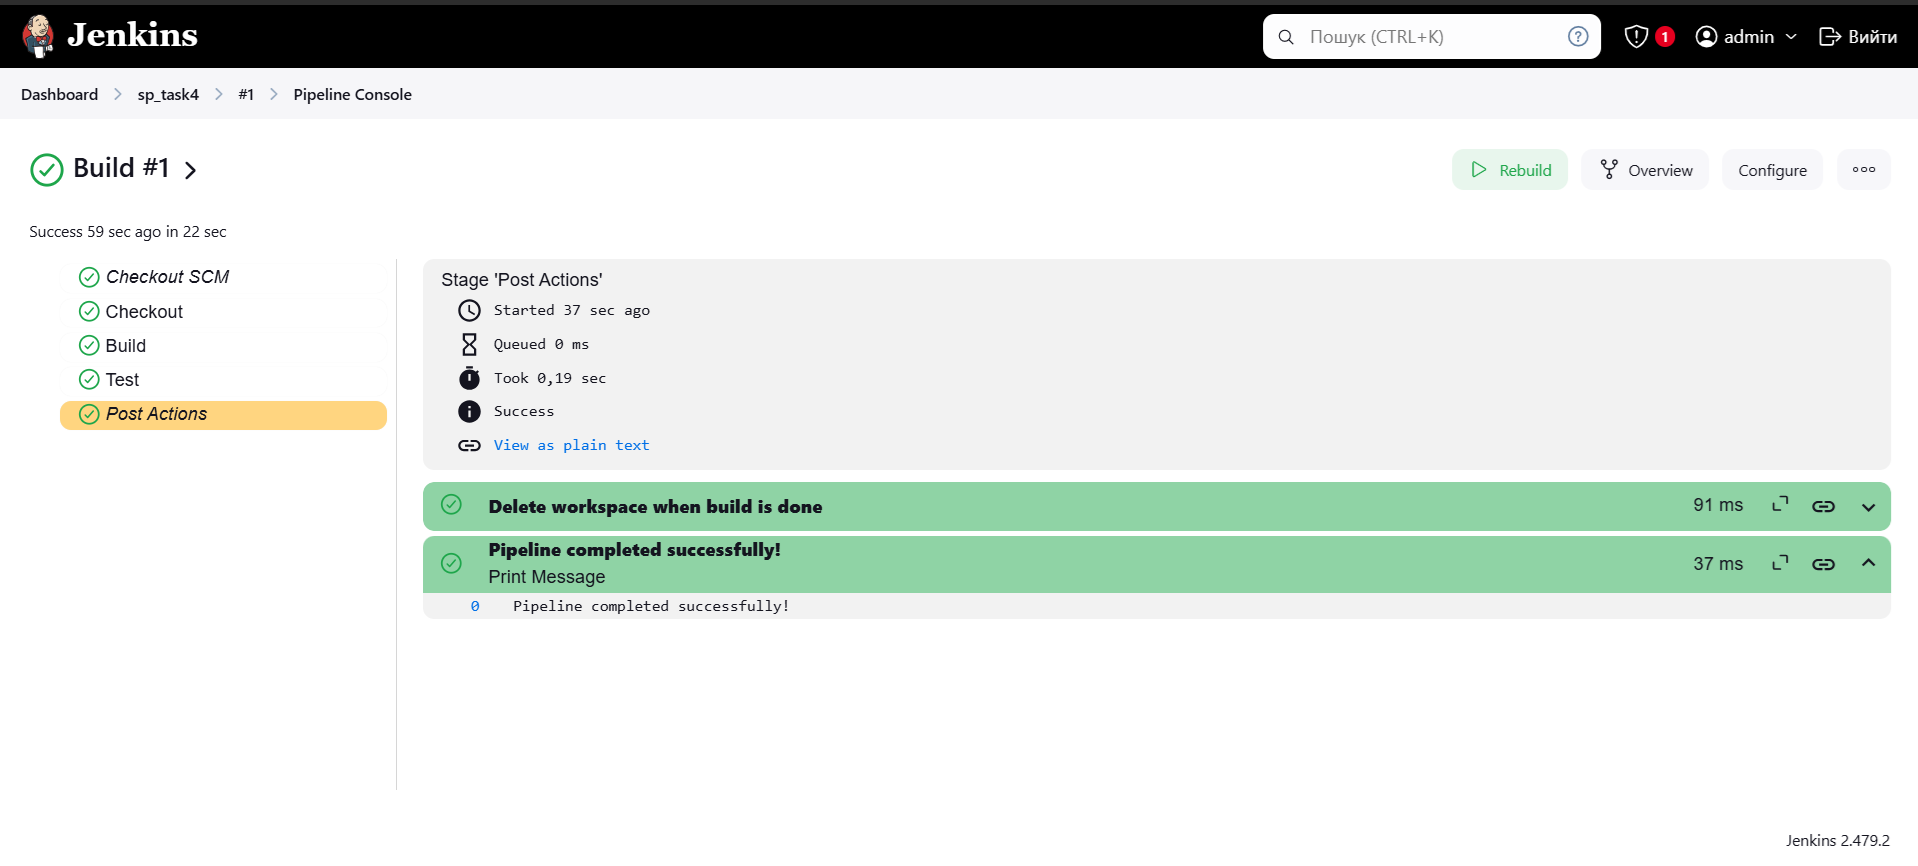 Jenkins
Пошук (CTRL+K)
1
admin
Вийти
Dashboard
sp_task4
#1
Pipeline Console
Build #1
Rebuild
Overview
Configure
Success 59 sec ago in 22 sec
Checkout SCM
Checkout
Build
Test
Post Actions
Stage 'Post Actions'
Started 37 sec ago
Queued 0 ms
Took 0,19 sec
Success
View as plain text
Delete workspace when build is done
91 ms
Pipeline completed successfully!
Print Message
37 ms
0 Pipeline completed successfully!
Jenkins 2.479.2